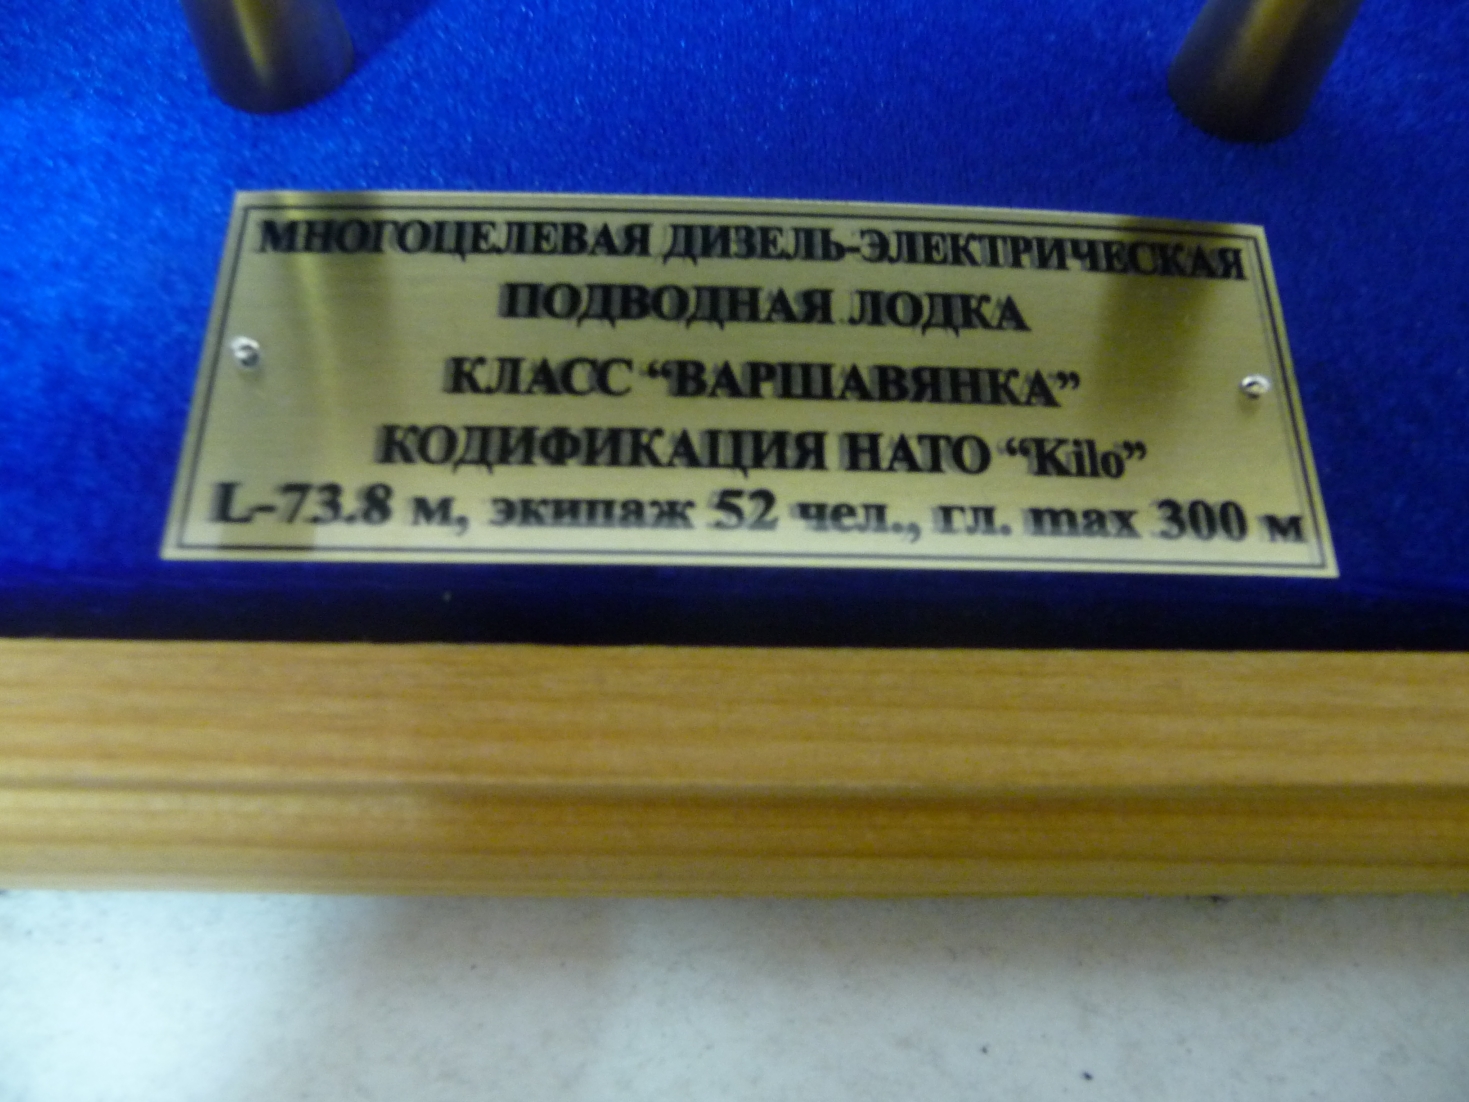 МНОГОЦЕЛЕВАЯ ДИЗЕЛЬ-ЭЛЕКТРИЧЕСКАЯ
ПОДВОДНАЯ ЛОДКА
КЛАСС “ВАРШАВЯНКА”
КОДИФИКАЦИЯ НАТО “Kilo”
L-73.8 м, экипаж 52 чел., гл. max 300 м